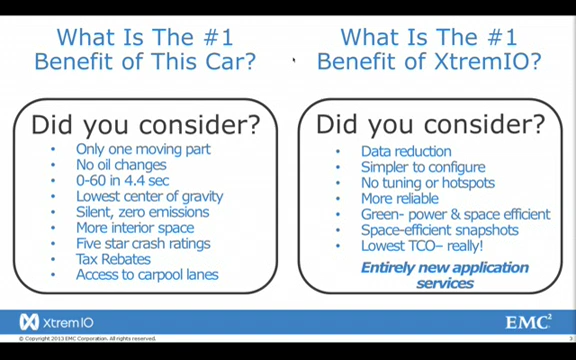 What Is The #1
Benefit of This Car?
Did you consider?
• Only one moving part
• No oil changes
• 0-60 in 4.4 sec
• Lowest center of gravity
• Silent, zero emissions
• More interior space
• Five star crash ratings
• Tax Rebates
• Access to carpool lanes
What Is The #1
Benefit of XtremIO?
Did you consider?
• Data reduction
• Simpler to configure
• No tuning or hotspots
• More reliable
• Green- power & space efficient
• Space-efficient snapshots
• Lowest TCO– really!
Entirely new application
services
XtremIO
EMC²
© Copyright 2013 EMC Corporation. All rights reserved.
3